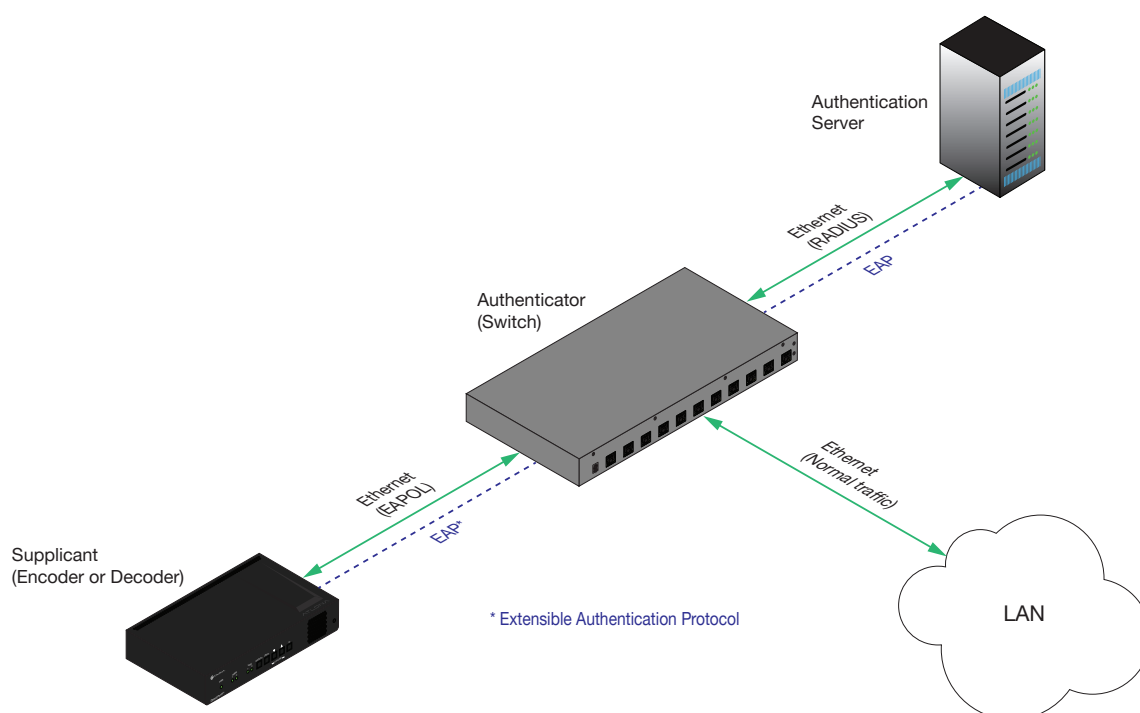 Authentication
Server
Ethernet
(RADIUS)
EAP
Authenticator
(Switch)
Ethernet
(Normal traffic)
Ethernet
(EAPOL)
EAP*
Supplicant
(Encoder or Decoder)
* Extensible Authentication Protocol
LAN